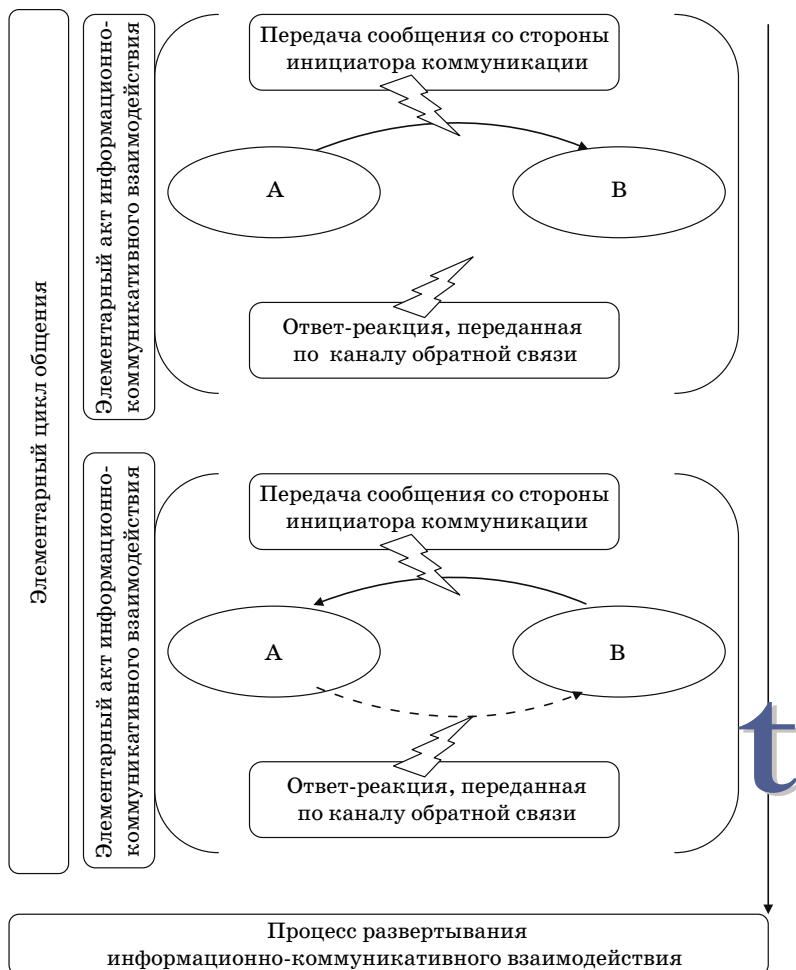 Элементарный цикл общения
Элементарный акт информационно-
коммуникативного взаимодействия
Передача сообщения со стороны
инициатора коммуникации
A
B
Ответ-реакция, переданная
по каналу обратной связи
Элементарный акт информационно-
коммуникативного взаимодействия
Передача сообщения со стороны
инициатора коммуникации
A
B
Ответ-реакция, переданная
по каналу обратной связи
t
Процесс развертывания
информационно-коммуникативного взаимодействия